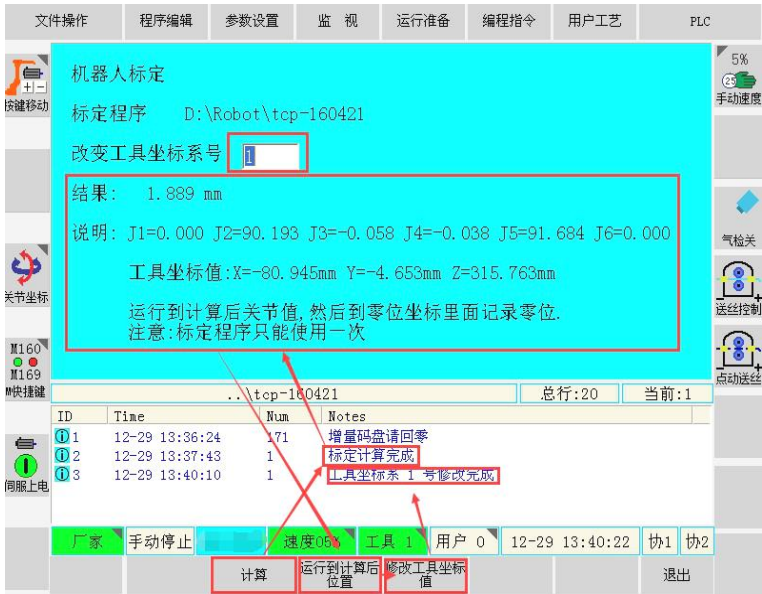 文件操作 程序编辑 参数设置 监 视 运行准备 编程指令 用户工艺 PLC
5%
25
手动速度
按键移动
机器人标定
标定程序 D:\Robot\tcp-160421
改变工具坐标系号 1
结果: 1.889 mm
说明: J1=0.000 J2=90.193 J3=-0.058 J4=-0.038 J5=91.684 J6=0.000
工具坐标值:X=-80.945mm Y=-4.653mm Z=315.763mm
运行到计算后关节值,然后到零位坐标里面记录零位.
注意:标定程序只能使用一次
气检关
关节坐标
送丝控制
M160
M169
M快捷键
点动送丝
..\tcp-160421 总行:20 当前:1
ID Time Num Notes
1 12-29 13:36:24 171 增量码盘请回零
2 12-29 13:37:43 1 标定计算完成
3 12-29 13:40:10 1 工具坐标系 1 号修改完成
伺服上电
厂家 手动停止 速度05% 工具 1 用户 0 12-29 13:40:22 协1 协2
计算 运行到计算后位置 修改工具坐标值 退出